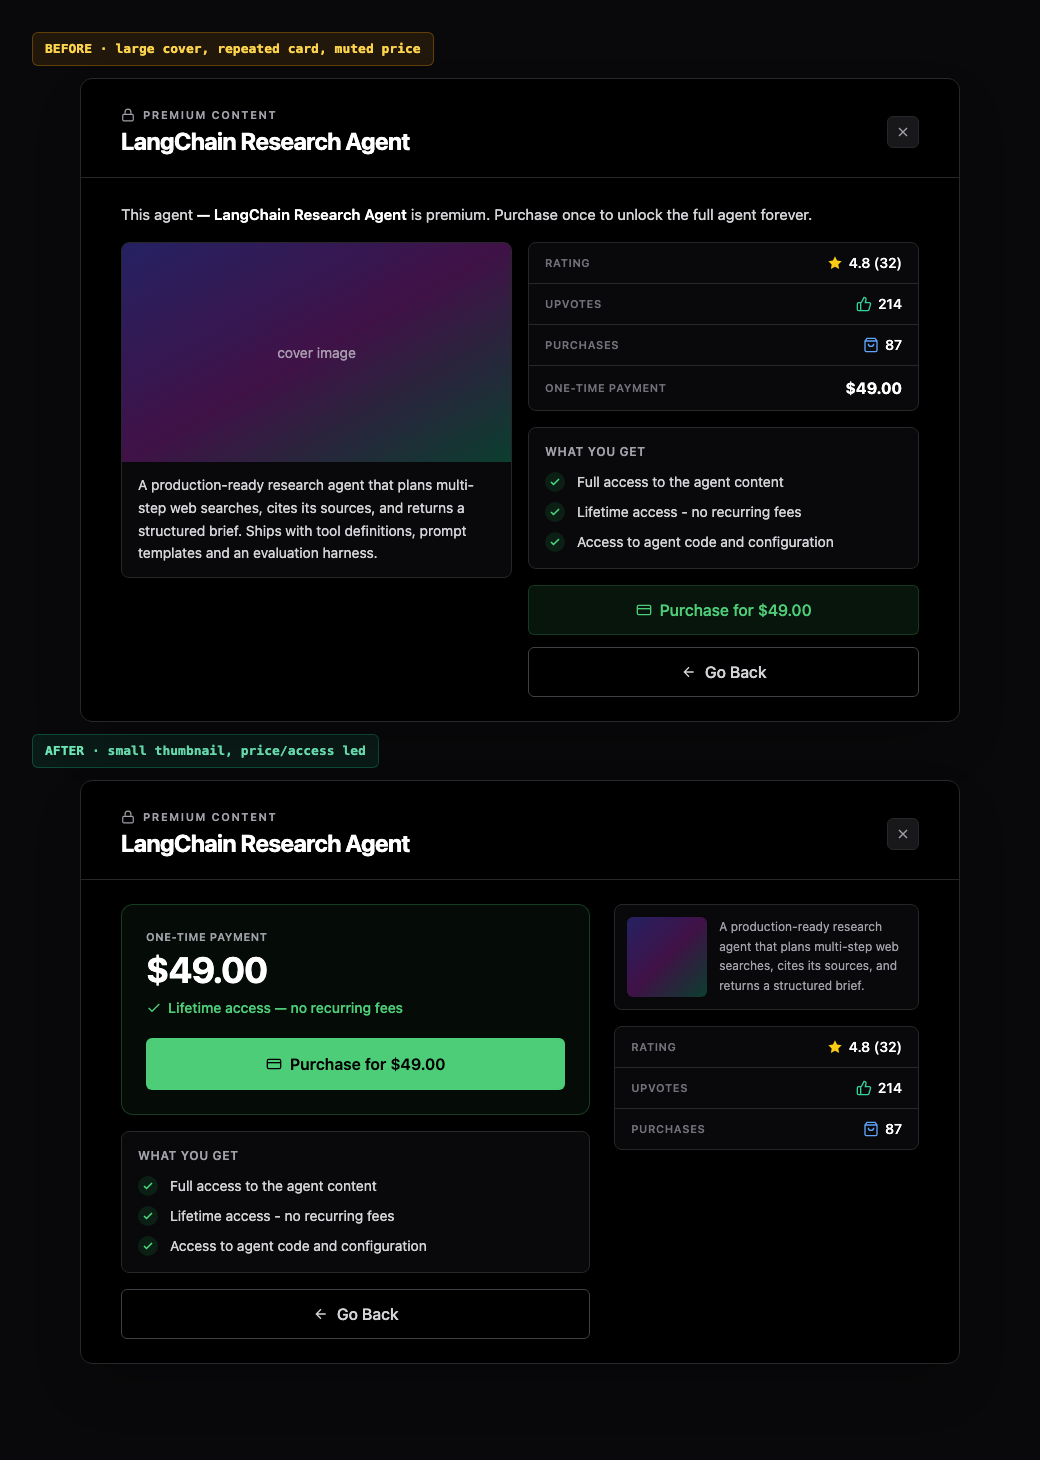 BEFORE · large cover, repeated card, muted price
PREMIUM CONTENT
LangChain Research Agent
This agent — LangChain Research Agent is premium. Purchase once to unlock the full agent forever.
cover image
A production-ready research agent that plans multi-
step web searches, cites its sources, and returns a
structured brief. Ships with tool definitions, prompt
templates and an evaluation harness.
RATING 4.8 (32)
UPVOTES 214
PURCHASES 87
ONE-TIME PAYMENT $49.00
WHAT YOU GET
Full access to the agent content
Lifetime access - no recurring fees
Access to agent code and configuration
Purchase for $49.00
Go Back
AFTER · small thumbnail, price/access led
PREMIUM CONTENT
LangChain Research Agent
ONE-TIME PAYMENT
$49.00
Lifetime access — no recurring fees
Purchase for $49.00
WHAT YOU GET
Full access to the agent content
Lifetime access - no recurring fees
Access to agent code and configuration
Go Back
A production-ready research
agent that plans multi-step web
searches, cites its sources, and
returns a structured brief.
RATING 4.8 (32)
UPVOTES 214
PURCHASES 87